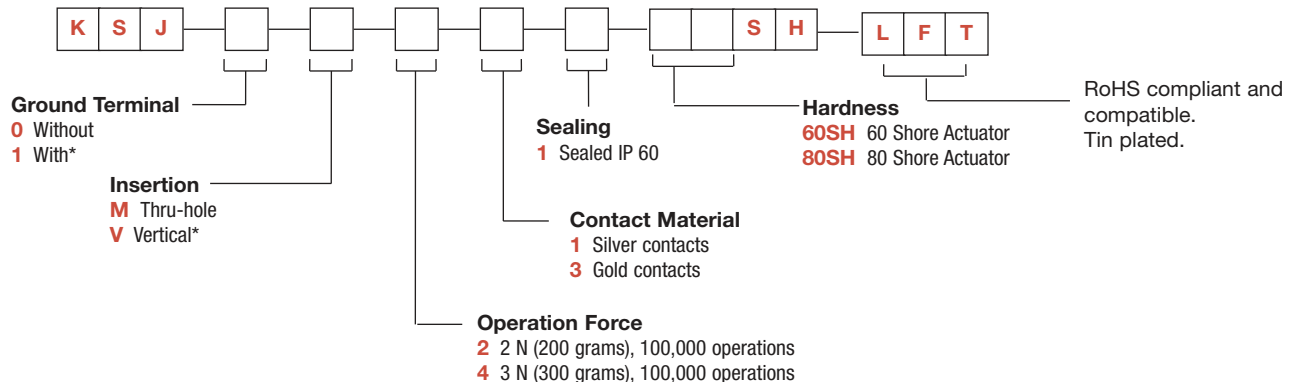 K S J S H L F T
Ground Terminal
0 Without
1 With*
Insertion
M Thru-hole
V Vertical*
Operation Force
2 2 N (200 grams), 100,000 operations
4 3 N (300 grams), 100,000 operations
Contact Material
1 Silver contacts
3 Gold contacts
Sealing
1 Sealed IP 60
Hardness
60SH 60 Shore Actuator
80SH 80 Shore Actuator
RoHS compliant and
compatible.
Tin plated.